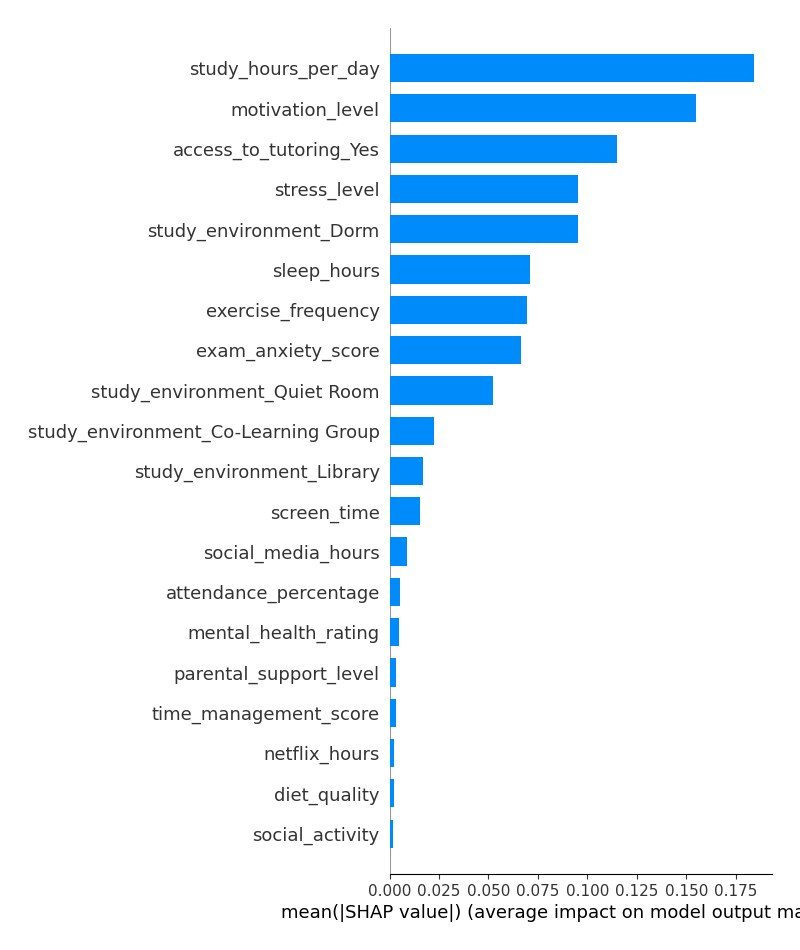 study_hours_per_day
motivation_level
access_to_tutoring_Yes
stress_level
study_environment_Dorm
sleep_hours
exercise_frequency
exam_anxiety_score
study_environment_Quiet Room
study_environment_Co-Learning Group
study_environment_Library
screen_time
social_media_hours
attendance_percentage
mental_health_rating
parental_support_level
time_management_score
netflix_hours
diet_quality
social_activity
0.000 0.025 0.050 0.075 0.100 0.125 0.150 0.175
mean(|SHAP value|) (average impact on model output ma